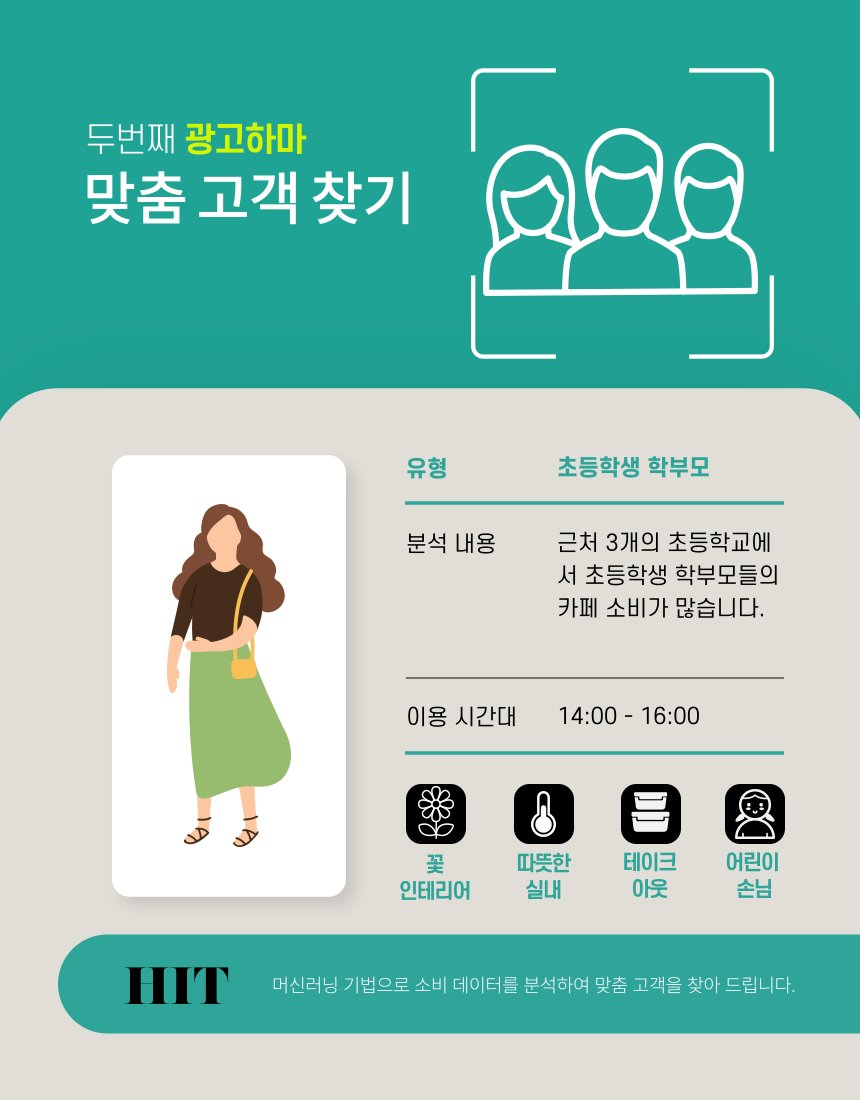 두번째 광고하마
맞춤 고객 찾기
유형 초등학생 학부모
분석 내용 근처 3개의 초등학교에
서 초등학생 학부모들의
카페 소비가 많습니다.
이용 시간대 14:00 - 16:00
꽃
인테리어
따뜻한
실내
테이크
아웃
어린이
손님
HIT 머신러닝 기법으로 소비 데이터를 분석하여 맞춤 고객을 찾아 드립니다.